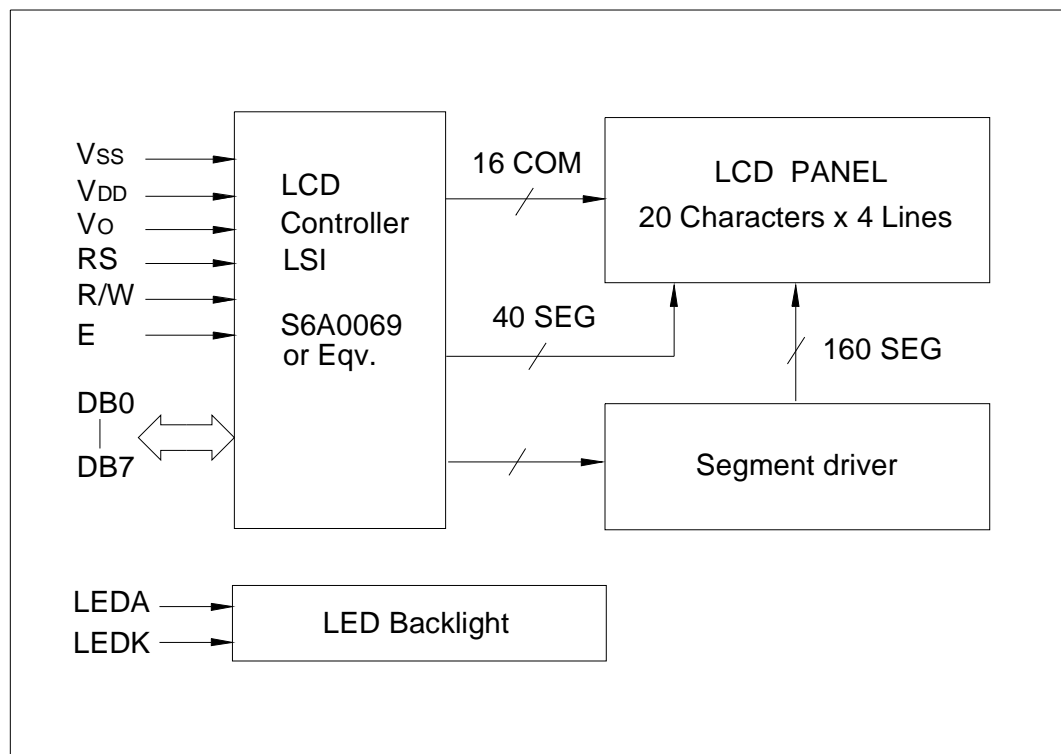 VSS
VDD
VO
RS
R/W
E
DB0
DB7
LCD
Controller
LSI
S6A0069
or Eqv.
16 COM
40 SEG
LCD PANEL
20 Characters x 4 Lines
160 SEG
Segment driver
LEDA
LEDK
LED Backlight